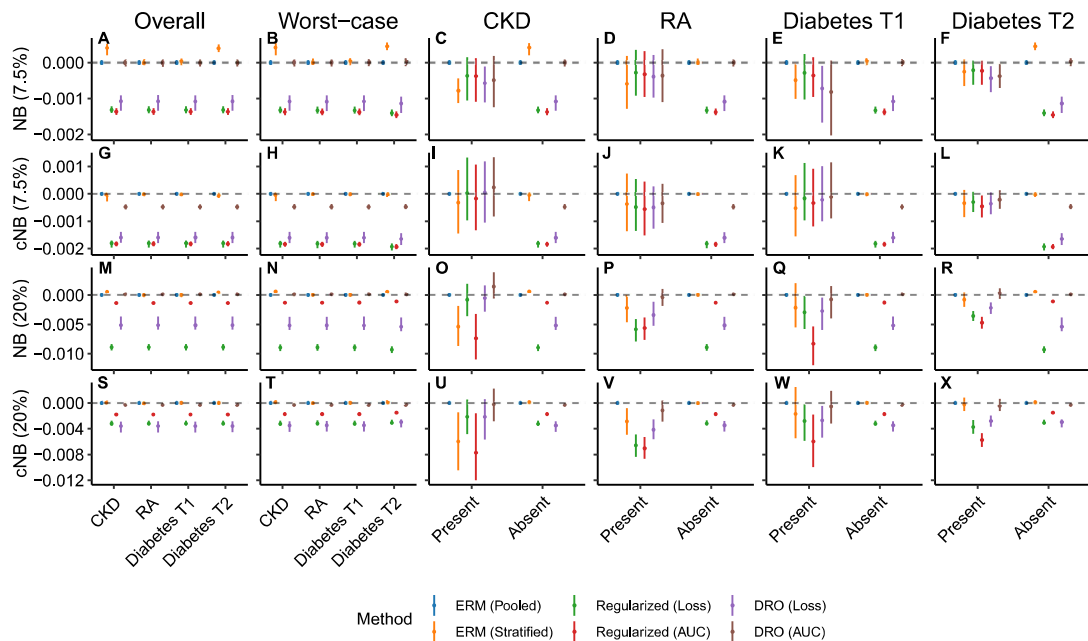 Overall Worst−case CKD RA Diabetes T1 Diabetes T2
A B C D E F
NB (7.5%)
0.000
−0.001
−0.002
G H I J K L
cNB (7.5%)
0.001
0.000
−0.001
−0.002
M N O P Q R
NB (20%)
0.000
−0.005
−0.010
S T U V W X
cNB (20%)
0.000
−0.004
−0.008
−0.012
CKD RA Diabetes T1 Diabetes T2 CKD RA Diabetes T1 Diabetes T2 Present Absent Present Absent Present Absent Present Absent
Method
ERM (Pooled) Regularized (Loss) DRO (Loss)
ERM (Stratified) Regularized (AUC) DRO (AUC)